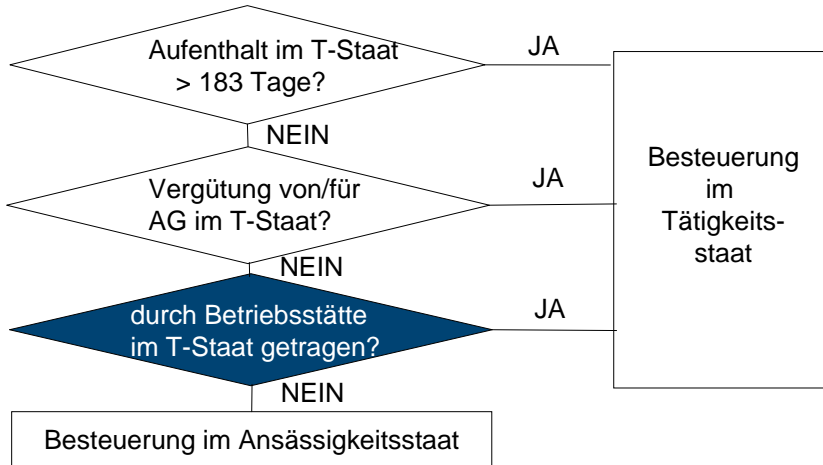 Aufenthalt im T-Staat
> 183 Tage?
JA
NEIN
Vergütung von/für
AG im T-Staat?
JA
NEIN
durch Betriebsstätte
im T-Staat getragen?
JA
NEIN
Besteuerung im Ansässigkeitsstaat
Besteuerung
im
Tätigkeits-
staat